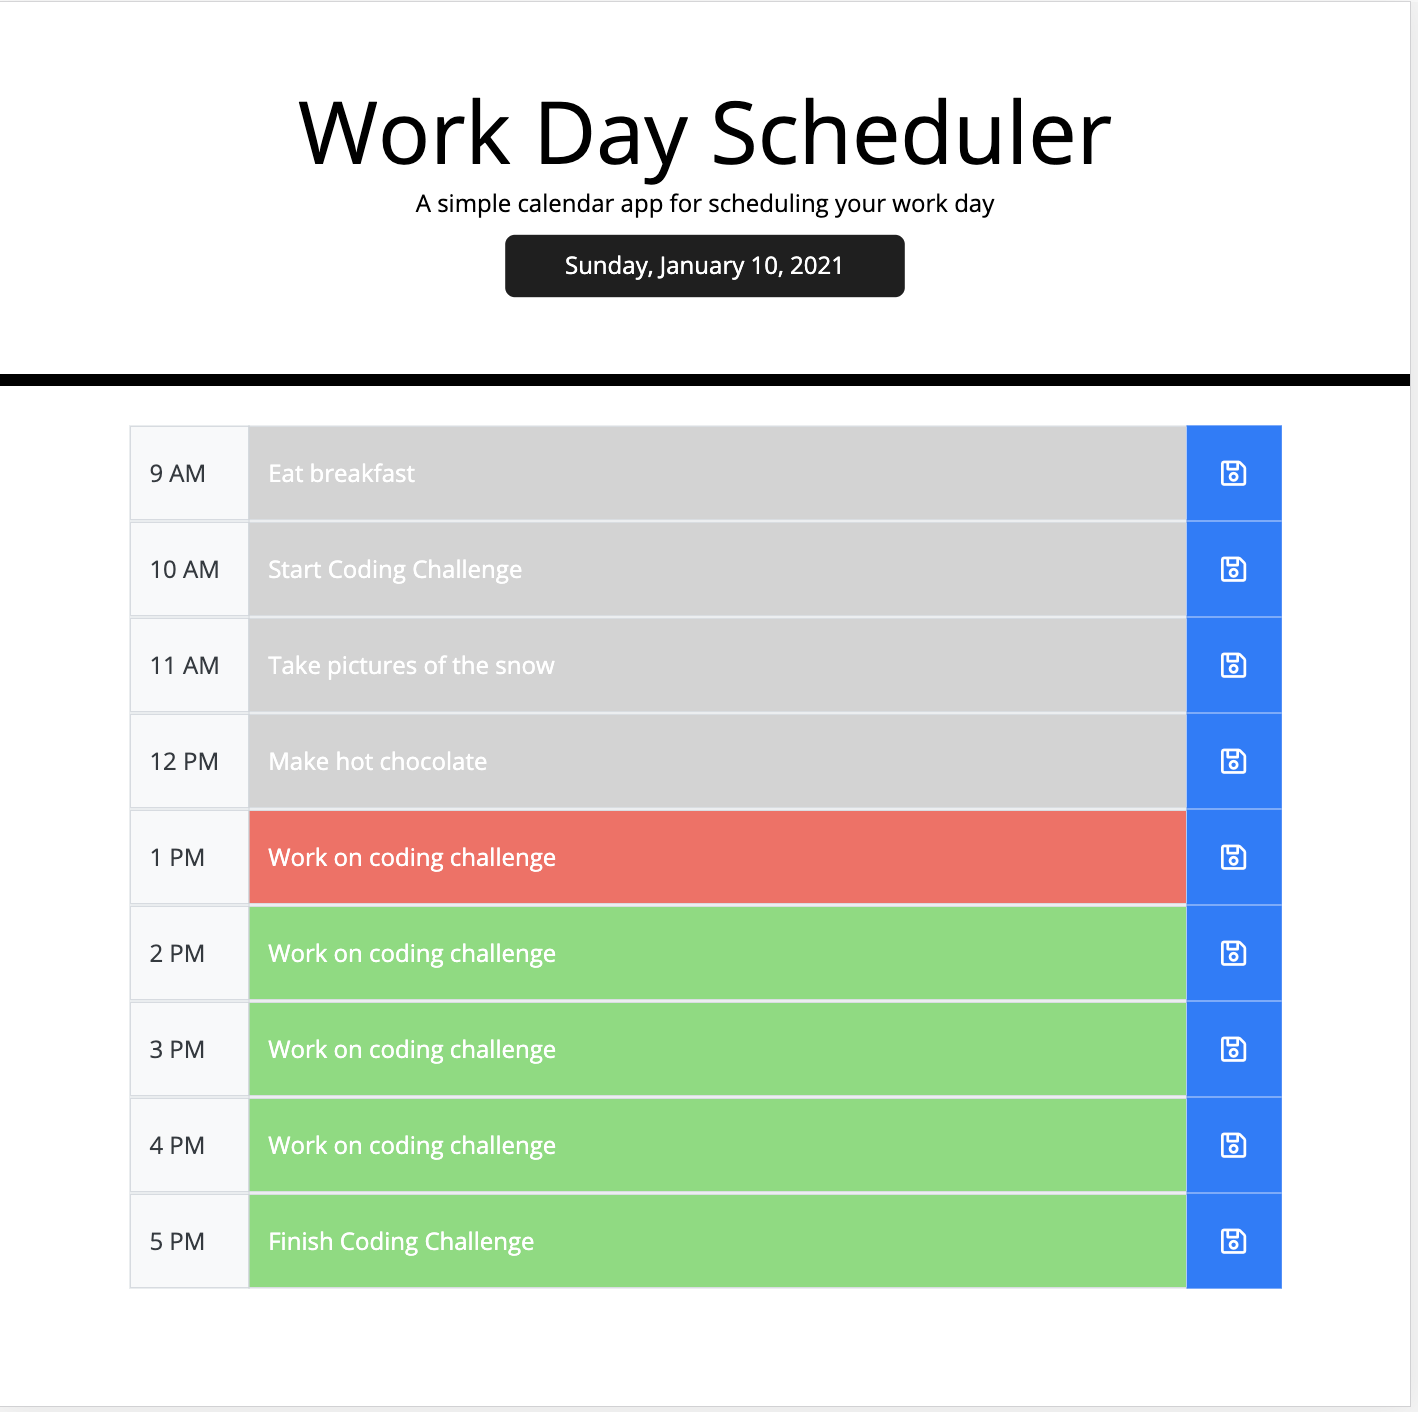 Work Day Scheduler
A simple calendar app for scheduling your work day
Sunday, January 10, 2021
9 AM Eat breakfast
10 AM Start Coding Challenge
11 AM Take pictures of the snow
12 PM Make hot chocolate
1 PM Work on coding challenge
2 PM Work on coding challenge
3 PM Work on coding challenge
4 PM Work on coding challenge
5 PM Finish Coding Challenge